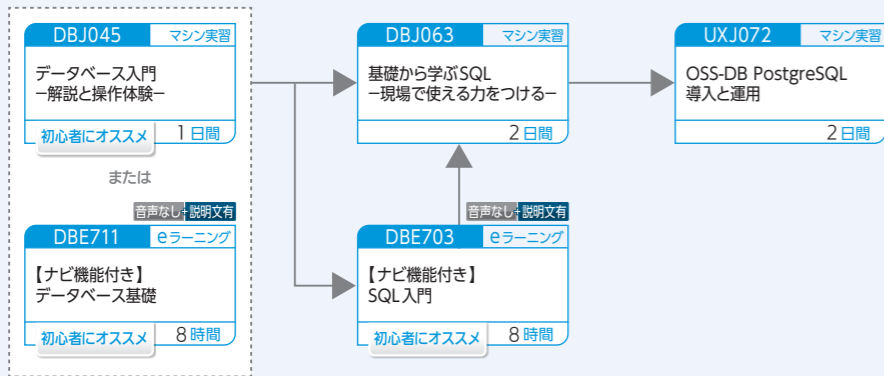 DBJ045 マシン実習
データベース入門
−解説と操作体験−
初心者にオススメ 1日間
または
音声なし+説明文有
DBE711 eラーニング
【ナビ機能付き】
データベース基礎
初心者にオススメ 8時間
DBJ063 マシン実習
基礎から学ぶSQL
−現場で使える力をつける−
2日間
音声なし+説明文有
DBE703 eラーニング
【ナビ機能付き】
SQL入門
初心者にオススメ 8時間
UXJ072 マシン実習
OSS-DB PostgreSQL
導入と運用
2日間